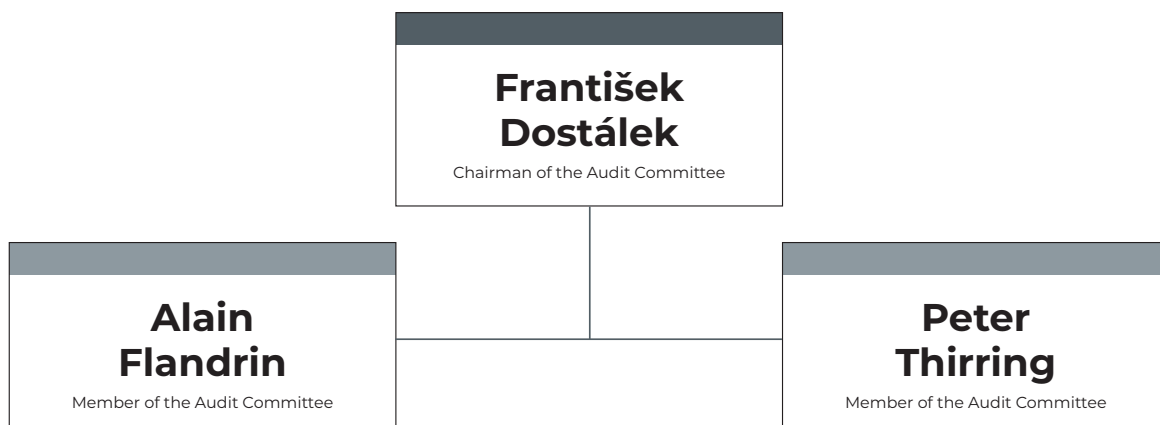 František
Dostálek
Chairman of the Audit Committee
Alain
Flandrin
Member of the Audit Committee
Peter
Thirring
Member of the Audit Committee